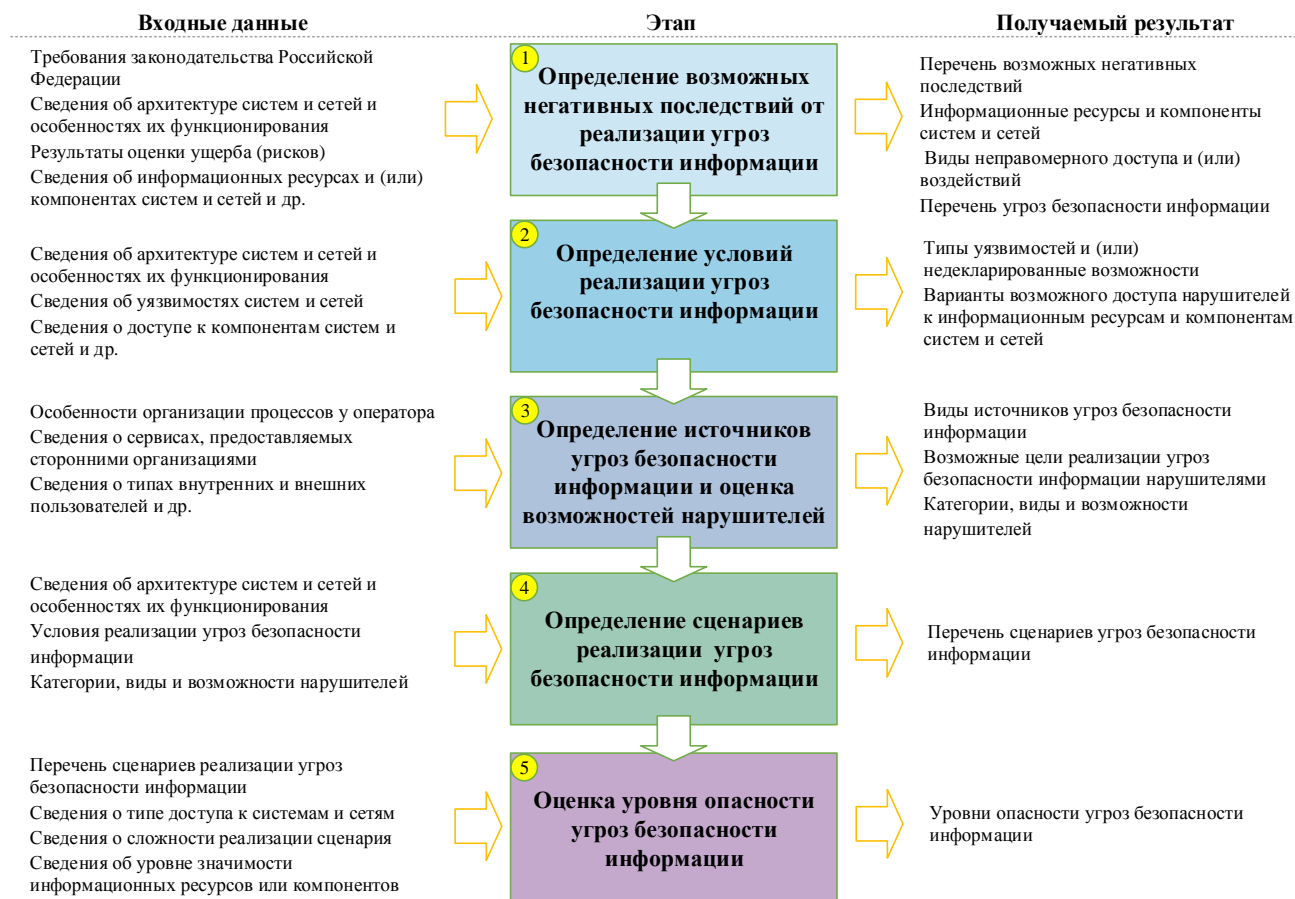 Входные данные
Этап
Получаемый результат
Требования законодательства Российской
Федерации
Сведения об архитектуре систем и сетей и
особенностях их функционирования
Результаты оценки ущерба (рисков)
Сведения об информационных ресурсах и (или)
компонентах систем и сетей и др.
1
Определение возможных
негативных последствий от
реализации угроз
безопасности информации
Перечень возможных негативных
последствий
Информационные ресурсы и компоненты
систем и сетей
Виды неправомерного доступа и (или)
воздействий
Перечень угроз безопасности информации
Сведения об архитектуре систем и сетей
и особенностях их функционирования
Сведения об уязвимостях систем и сетей
Сведения о доступе к компонентам систем и
сетей и др.
2
Определение условий
реализации угроз
безопасности информации
Типы уязвимостей и (или)
недекларированные возможности
Варианты возможного доступа нарушителей
к информационным ресурсам и компонентам
систем и сетей
Особенности организации процессов у оператора
Сведения о сервисах, предоставляемых
сторонними организациями
Сведения о типах внутренних и внешних
пользователей и др.
3
Определение источников
угроз безопасности
информации и оценка
возможностей нарушителей
Виды источников угроз безопасности
информации
Возможные цели реализации угроз
безопасности информации нарушителями
Категории, виды и возможности
нарушителей
Сведения об архитектуре систем и сетей и
особенностях их функционирования
Условия реализации угроз безопасности
информации
Категории, виды и возможности нарушителей
4
Определение сценариев
реализации угроз
безопасности информации
Перечень сценариев угроз безопасности
информации
Перечень сценариев реализации угроз
безопасности информации
Сведения о типе доступа к системам и сетям
Сведения о сложности реализации сценария
Сведения об уровне значимости
информационных ресурсов или компонентов
5
Оценка уровня опасности
угроз безопасности
информации
Уровни опасности угроз безопасности
информации